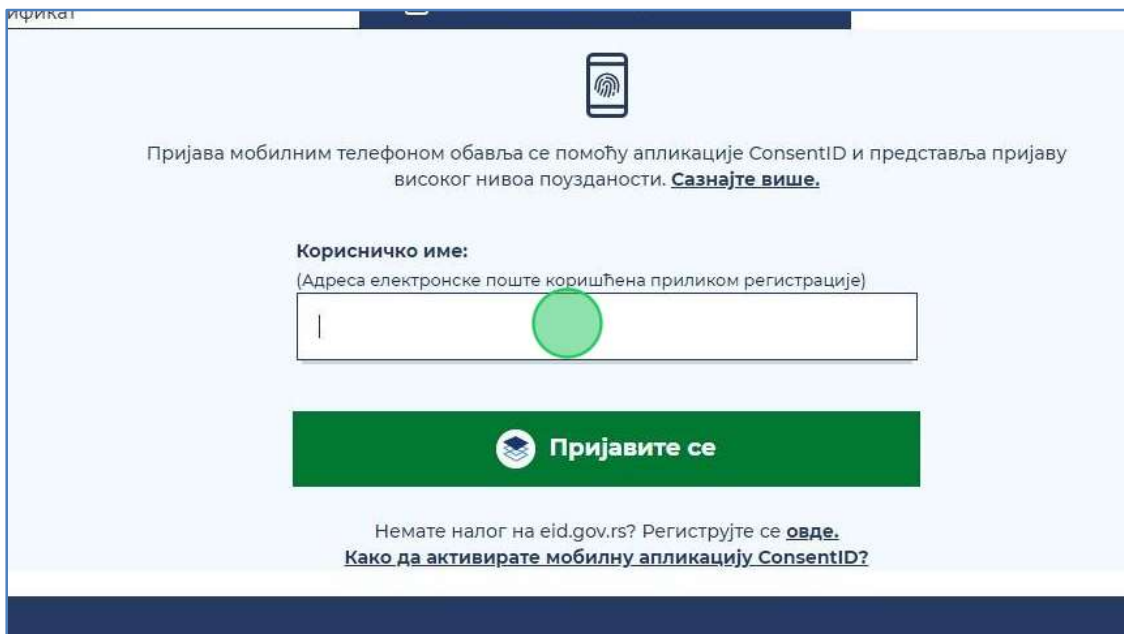 ификат
Пријава мобилним телефоном обавља се помоћу апликације ConsentID и представља пријаву
високог нивоа поузданости. Сазнајте више.
Корисничко име:
(Адреса електронске поште коришћена приликом регистрације)
Пријавите се
Немате налог на eid.gov.rs? Региструјте се овде.
Како да активирате мобилну апликацију ConsentID?